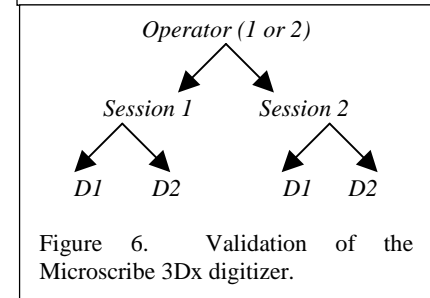 Operator (1 or 2)
Session 1 Session 2
D1 D2 D1 D2
Figure 6. Validation of the
Microscribe 3Dx digitizer.